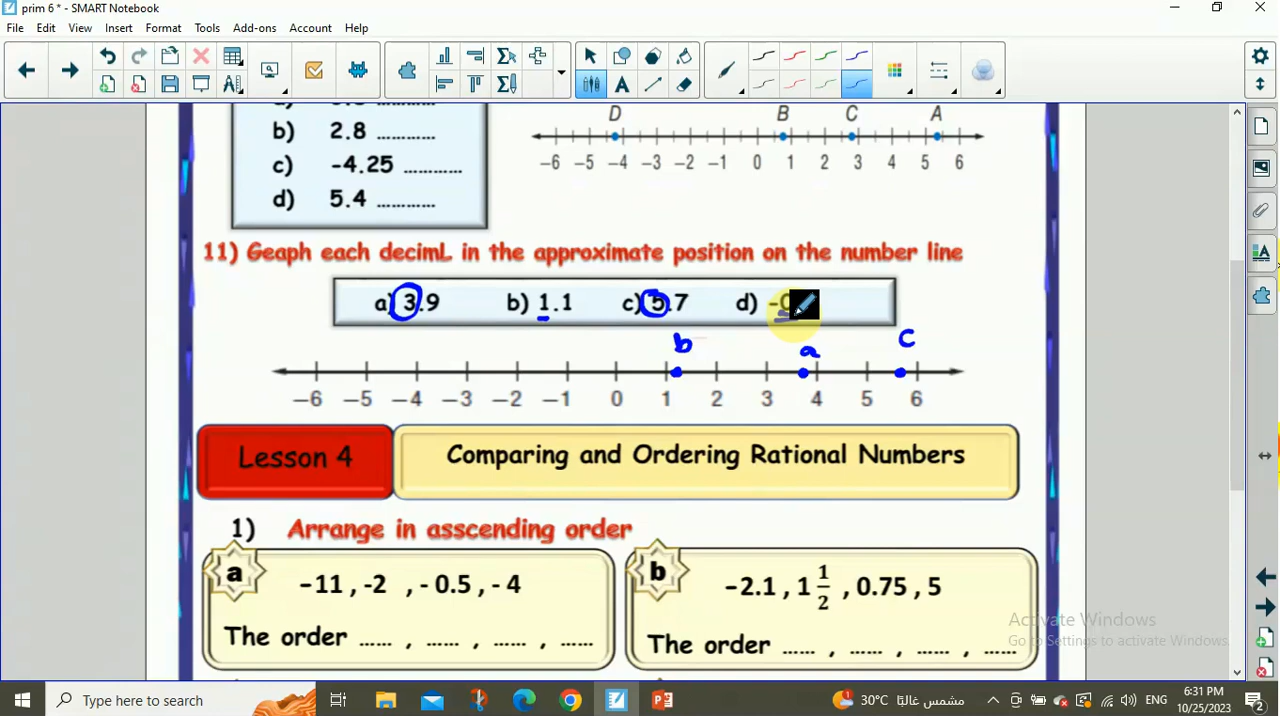 prim 6 * - SMART Notebook
File Edit View Insert Format Tools Add-ons Account Help
b) 2.8 ............
c) -4.25 ............
d) 5.4 ............
D B C A
-6 -5 -4 -3 -2 -1 0 1 2 3 4 5 6
11) Geaph each decimL in the approximate position on the number line
a) 3.9 b) 1.1 c) 5.7 d) -0
b a c
-6 -5 -4 -3 -2 -1 0 1 2 3 4 5 6
Lesson 4 Comparing and Ordering Rational Numbers
1) Arrange in asscending order
a -11 , -2 , - 0.5 , - 4
The order ...... , ...... , ...... , ......
b -2.1 , 1 1/2 , 0.75 , 5
The order ...... , ...... , ...... , ......
Activate Windows
Go to Settings to activate Windows.
Type here to search
30°C مشمس غالبًا
ENG
6:31 PM
10/25/2023
2